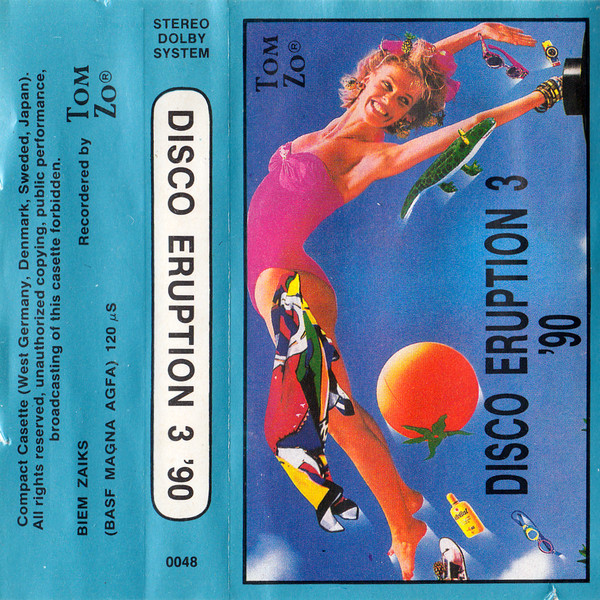 Compact Casette (West Germany, Denmark, Sweded, Japan).
All rights reserved, unauthorized copying, public performance,
broadcasting of this casette forbidden.
Recordered by TOM ZO®
BIEM ZAIKS
(BASF MAGNA AGFA) 120 µS
STEREO
DOLBY
SYSTEM
DISCO ERUPTION 3 '90
0048
TOM
ZO®
DISCO ERUPTION 3
'90